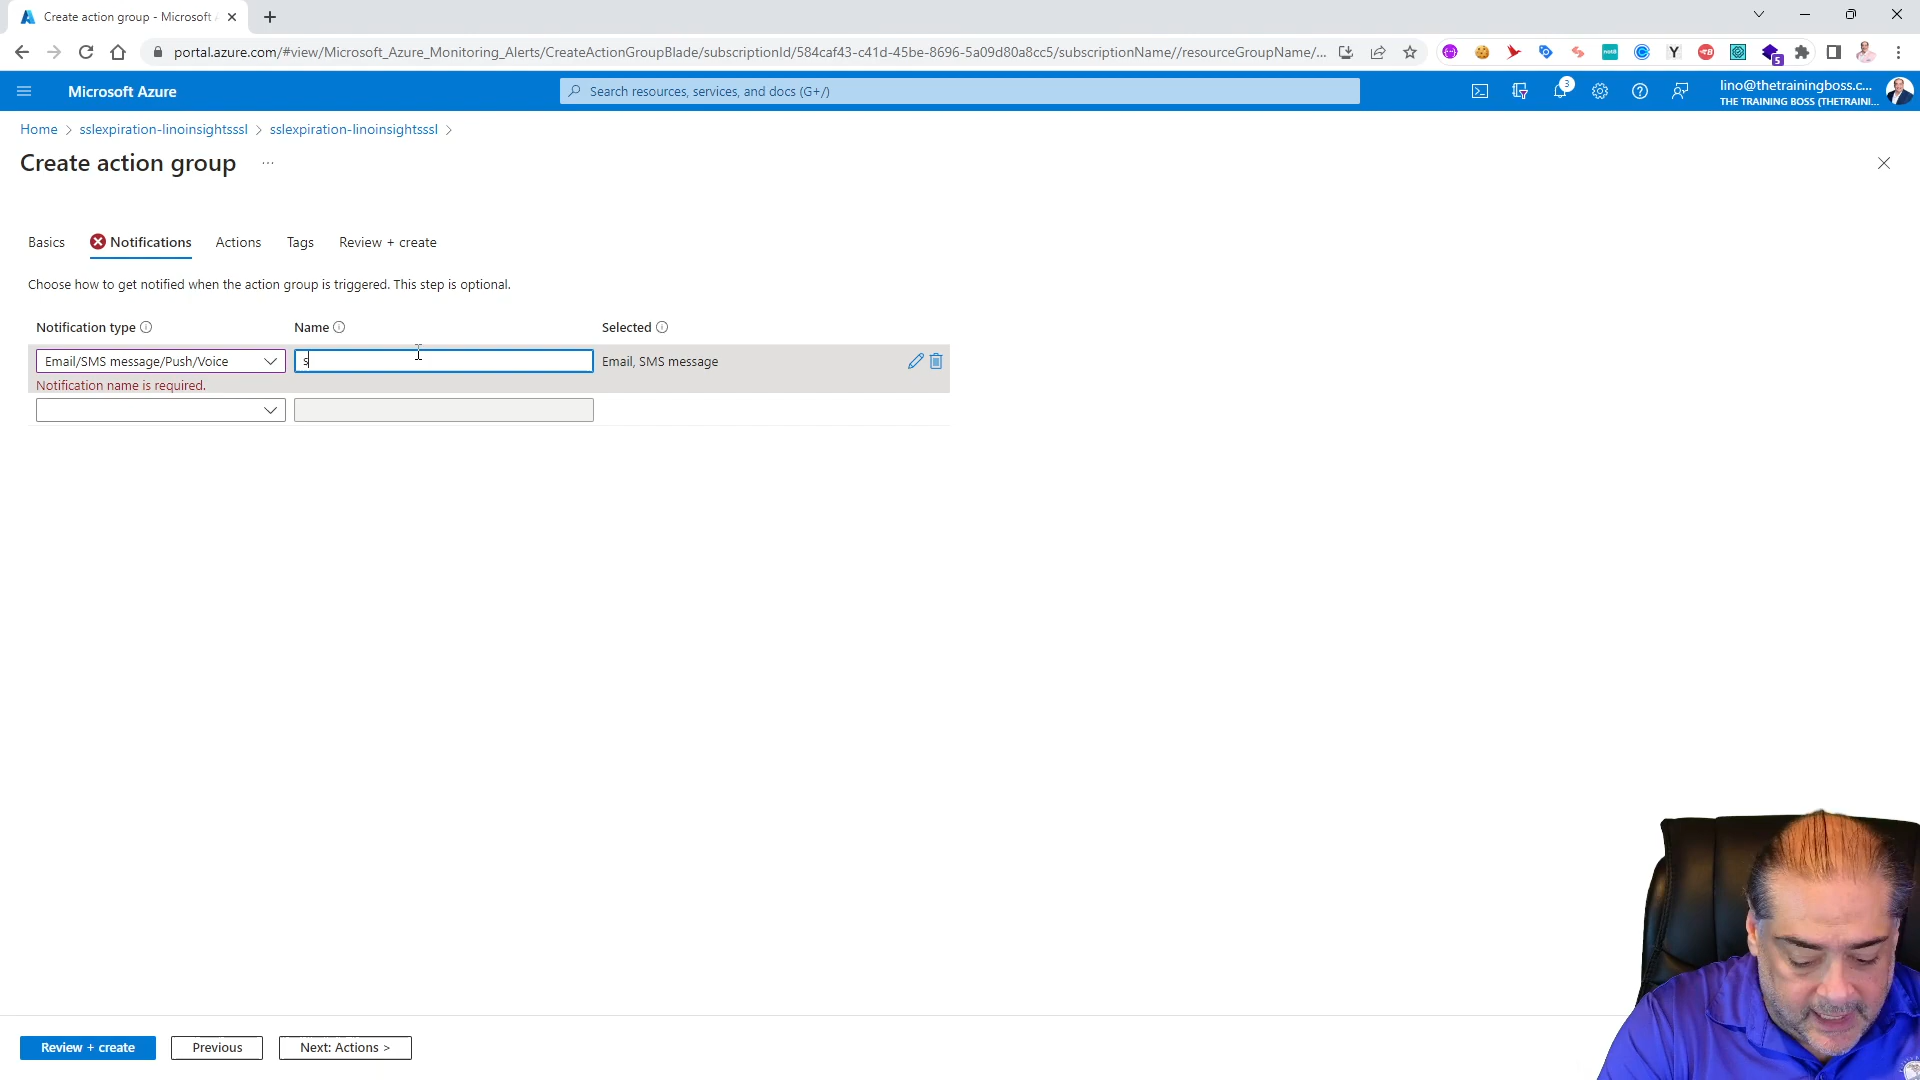 Create action group - Microsoft
portal.azure.com/#view/Microsoft_Azure_Monitoring_Alerts/CreateActionGroupBlade/subscriptionId/584caf43-c41d-45be-8696-5a09d80a8cc5/subscriptionName//resourceGroupName/...
Y
5
Microsoft Azure
Search resources, services, and docs (G+/)
3
lino@thetrainingboss.c...
THE TRAINING BOSS (THETRAINI...
Home > sslexpiration-linoinsightsssl > sslexpiration-linoinsightsssl >
Create action group ...
Basics Notifications Actions Tags Review + create
Choose how to get notified when the action group is triggered. This step is optional.
Notification type Name Selected
Email/SMS message/Push/Voice s Email, SMS message
Notification name is required.
Review + create Previous Next: Actions >